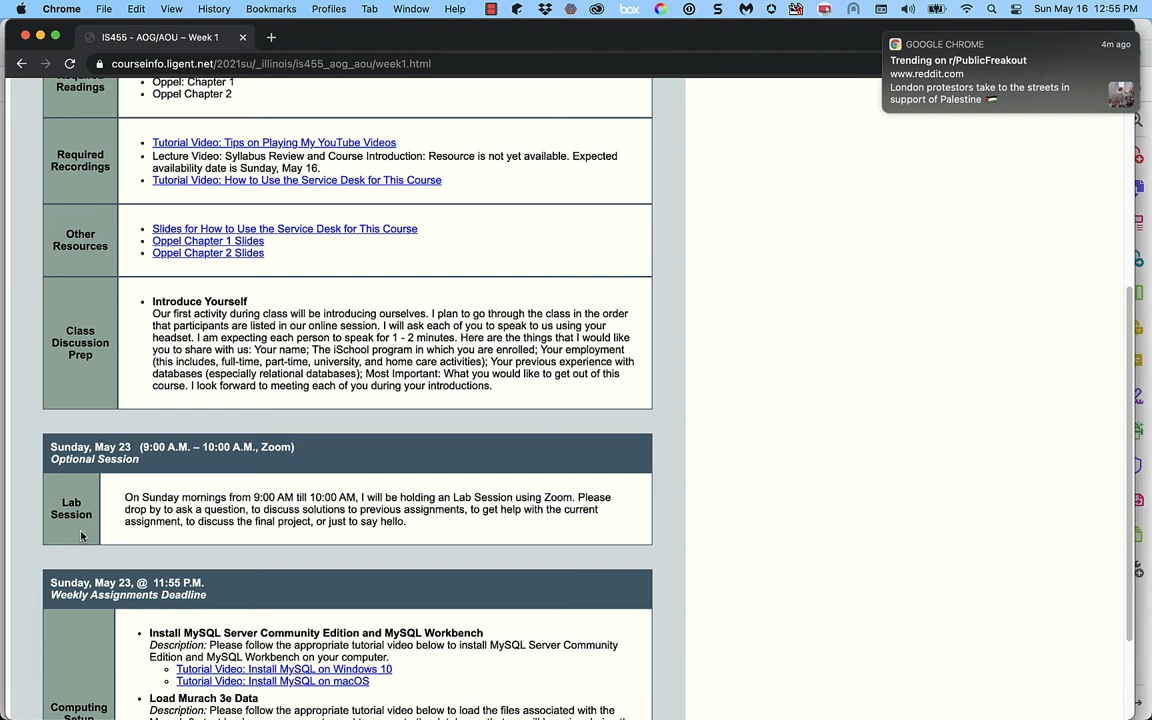 Chrome File Edit View History Bookmarks Profiles Tab Window Help box Sun May 16 12:55 PM
IS455 - AOG/AOU – Week 1
courseinfo.ligent.net/2021su/_illinois/is455_aog_aou/week1.html
GOOGLE CHROME 4m ago
Trending on r/PublicFreakout
www.reddit.com
London protestors take to the streets in
support of Palestine 🇵🇸
Required
Readings
• Oppel: Chapter 1
• Oppel Chapter 2
Required
Recordings
• Tutorial Video: Tips on Playing My YouTube Videos
• Lecture Video: Syllabus Review and Course Introduction: Resource is not yet available. Expected
availability date is Sunday, May 16.
• Tutorial Video: How to Use the Service Desk for This Course
Other
Resources
• Slides for How to Use the Service Desk for This Course
• Oppel Chapter 1 Slides
• Oppel Chapter 2 Slides
Class
Discussion
Prep
• Introduce Yourself
Our first activity during class will be introducing ourselves. I plan to go through the class in the order
that participants are listed in our online session. I will ask each of you to speak to us using your
headset. I am expecting each person to speak for 1 - 2 minutes. Here are the things that I would like
you to share with us: Your name; The iSchool program in which you are enrolled; Your employment
(this includes, full-time, part-time, university, and home care activities); Your previous experience with
databases (especially relational databases); Most Important: What you would like to get out of this
course. I look forward to meeting each of you during your introductions.
Sunday, May 23 (9:00 A.M. – 10:00 A.M., Zoom)
Optional Session
Lab
Session
On Sunday mornings from 9:00 AM till 10:00 AM, I will be holding an Lab Session using Zoom. Please
drop by to ask a question, to discuss solutions to previous assignments, to get help with the current
assignment, to discuss the final project, or just to say hello.
Sunday, May 23, @ 11:55 P.M.
Weekly Assignments Deadline
Computing
• Install MySQL Server Community Edition and MySQL Workbench
Description: Please follow the appropriate tutorial video below to install MySQL Server Community
Edition and MySQL Workbench on your computer.
Tutorial Video: Install MySQL on Windows 10
Tutorial Video: Install MySQL on macOS
• Load Murach 3e Data
Description: Please follow the appropriate tutorial video below to load the files associated with the